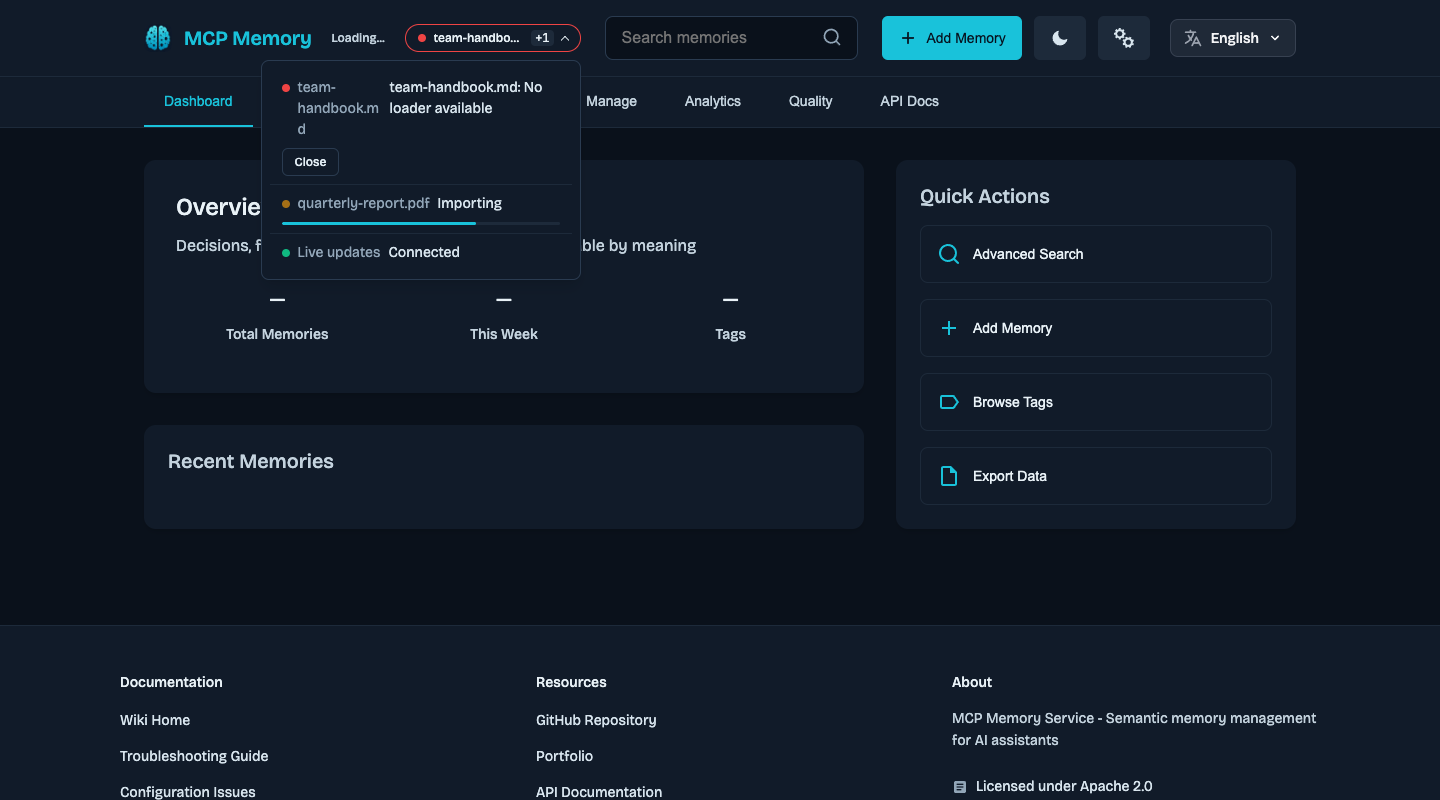 MCP Memory
Loading...
team-handbo... +1
Search memories
Add Memory
English
Dashboard
Manage
Analytics
Quality
API Docs
team-handbook.md
team-handbook.md: No
loader available
Close
quarterly-report.pdf Importing
Live updates Connected
Overvie
Decisions, f
ble by meaning
– – –
Total Memories
This Week
Tags
Recent Memories
Quick Actions
Advanced Search
Add Memory
Browse Tags
Export Data
Documentation
Wiki Home
Troubleshooting Guide
Configuration Issues
Resources
GitHub Repository
Portfolio
API Documentation
About
MCP Memory Service - Semantic memory management
for AI assistants
Licensed under Apache 2.0